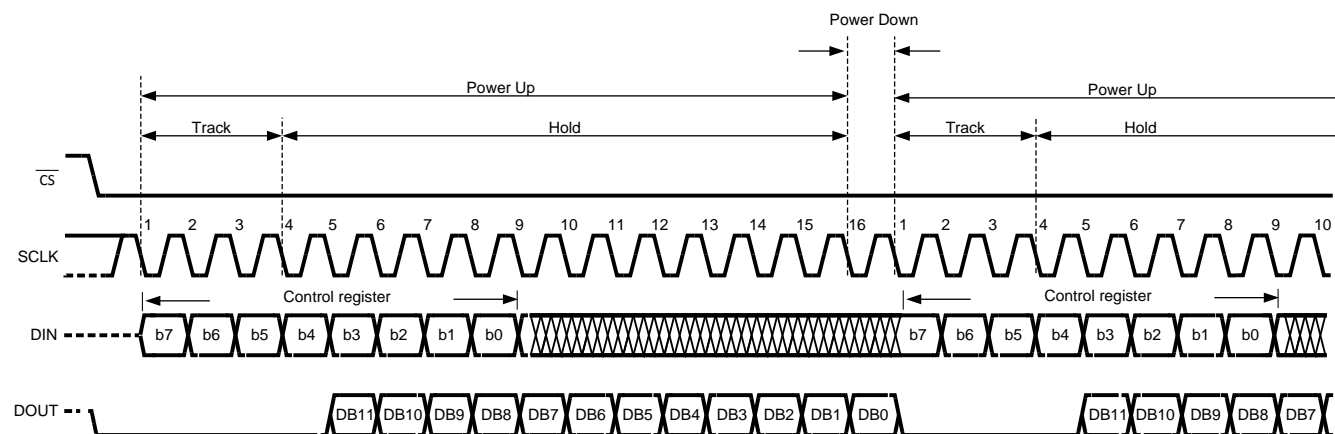 Power Down
Power Up
Power Up
Track
Hold
Track
Hold
CS
1 2 3 4 5 6 7 8 9 10 11 12 13 14 15 16 1 2 3 4 5 6 7 8 9 10
SCLK
Control register
Control register
DIN b7 b6 b5 b4 b3 b2 b1 b0 b7 b6 b5 b4 b3 b2 b1 b0
DOUT DB11 DB10 DB9 DB8 DB7 DB6 DB5 DB4 DB3 DB2 DB1 DB0 DB11 DB10 DB9 DB8 DB7